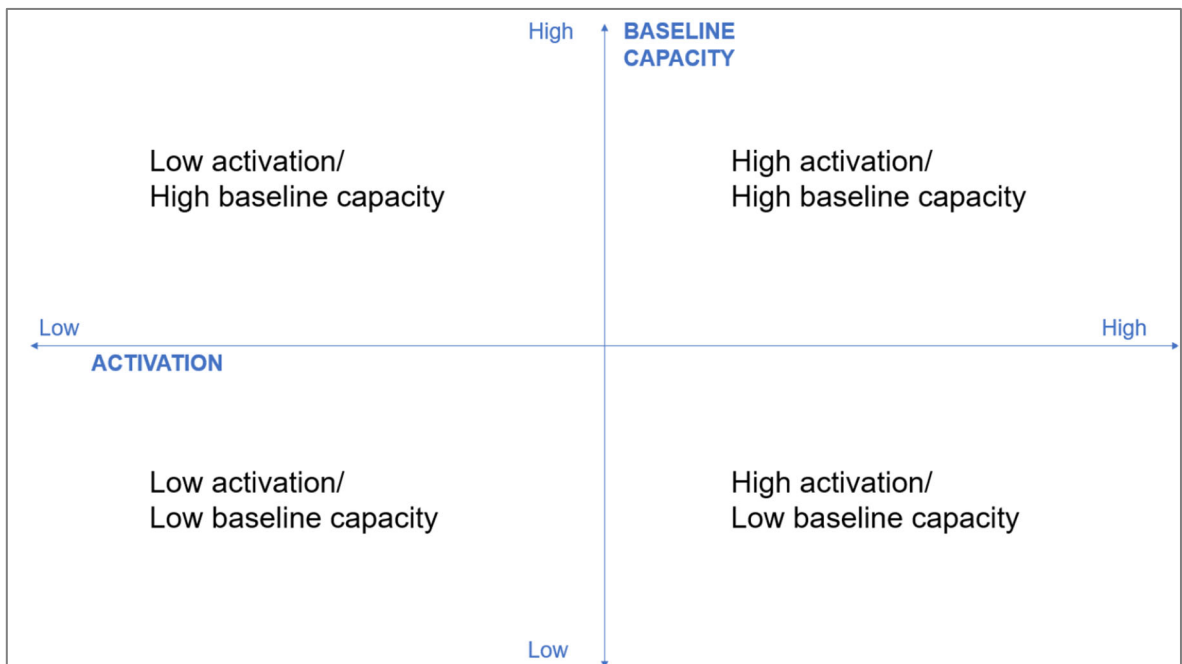 High
BASELINE
CAPACITY
Low activation/
High baseline capacity
High activation/
High baseline capacity
Low
High
ACTIVATION
Low activation/
Low baseline capacity
High activation/
Low baseline capacity
Low